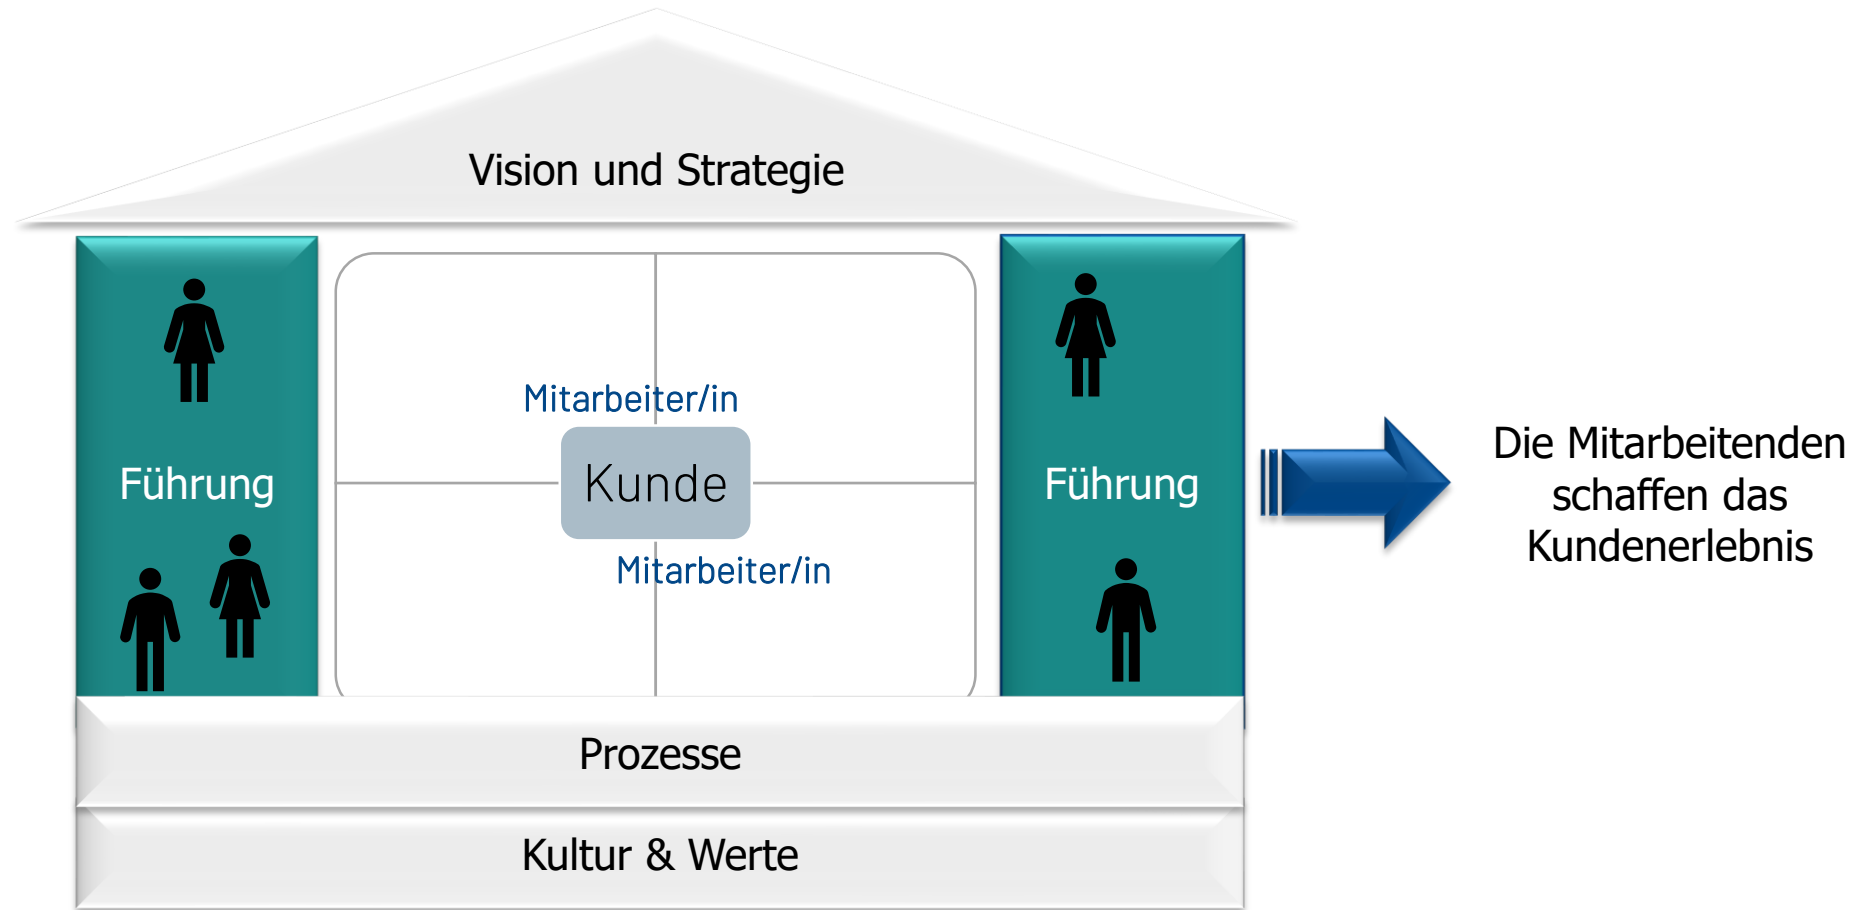 Vision und Strategie
Mitarbeiter/in
Führung
Kunde
Führung
Mitarbeiter/in
Die Mitarbeitenden
schaffen das
Kundenerlebnis
Prozesse
Kultur & Werte